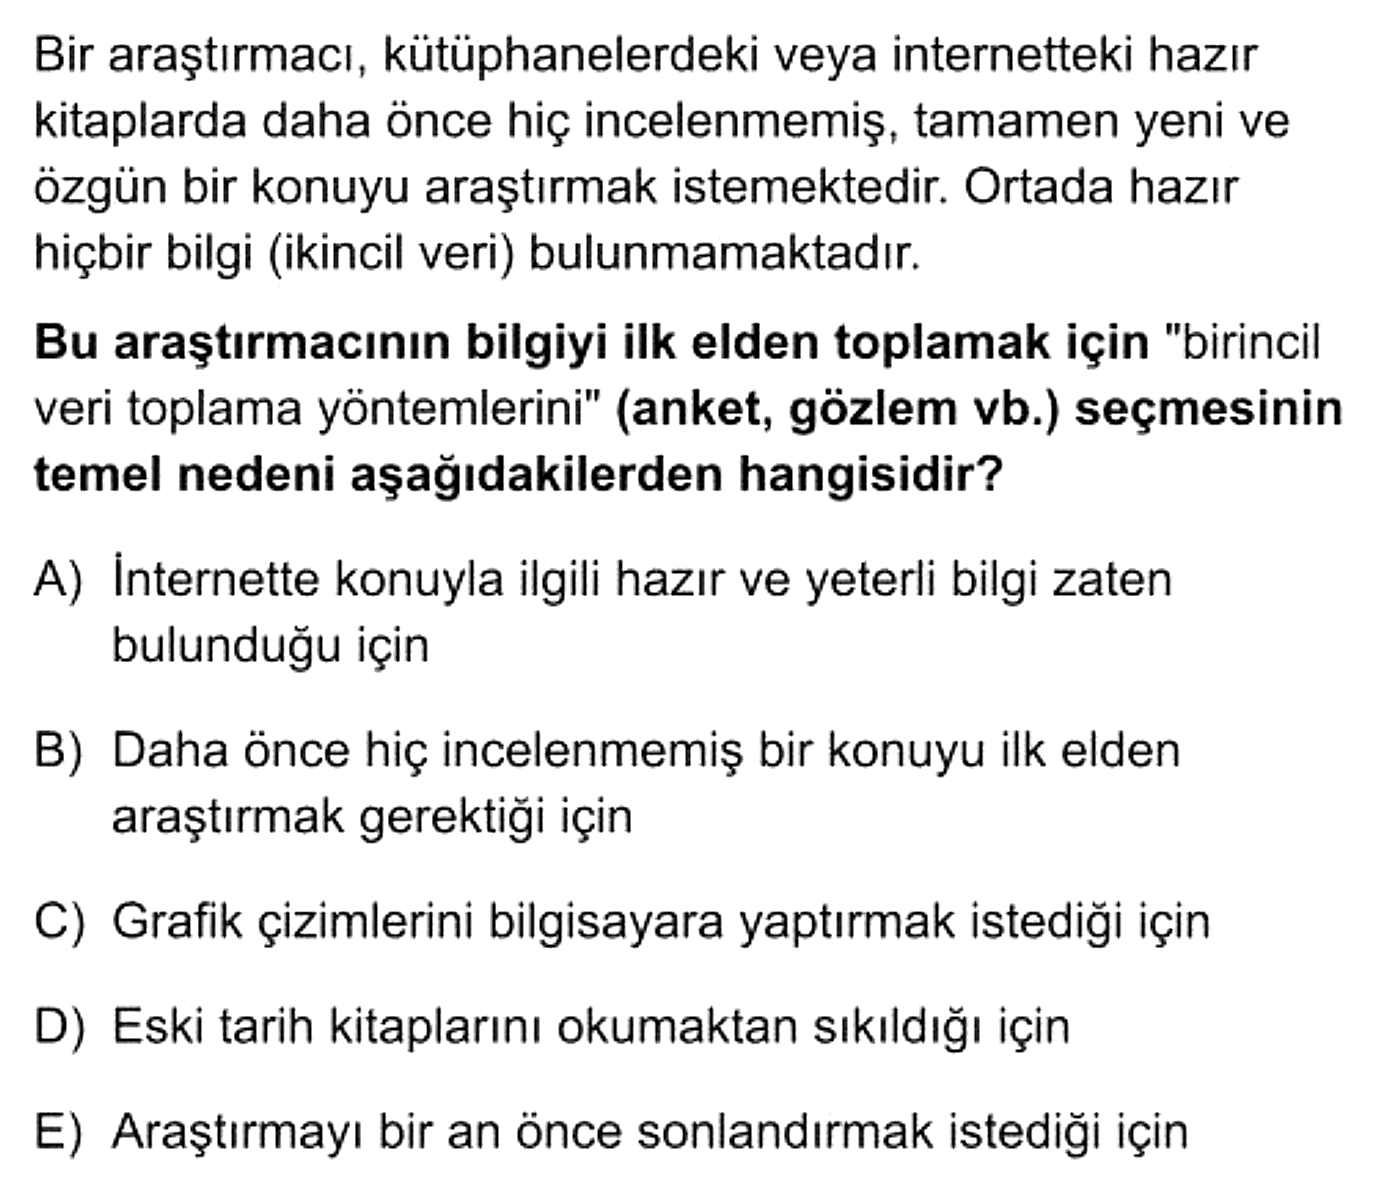 Bir araştırmacı, kütüphanelerdeki veya internetteki hazır
kitaplarda daha önce hiç incelenmemiş, tamamen yeni ve
özgün bir konuyu araştırmak istemektedir. Ortada hazır
hiçbir bilgi (ikincil veri) bulunmamaktadır.
Bu araştırmacının bilgiyi ilk elden toplamak için "birincil
veri toplama yöntemlerini" (anket, gözlem vb.) seçmesinin
temel nedeni aşağıdakilerden hangisidir?
A) İnternette konuyla ilgili hazır ve yeterli bilgi zaten
bulunduğu için
B) Daha önce hiç incelenmemiş bir konuyu ilk elden
araştırmak gerektiği için
C) Grafik çizimlerini bilgisayara yaptırmak istediği için
D) Eski tarih kitaplarını okumaktan sıkıldığı için
E) Araştırmayı bir an önce sonlandırmak istediği için